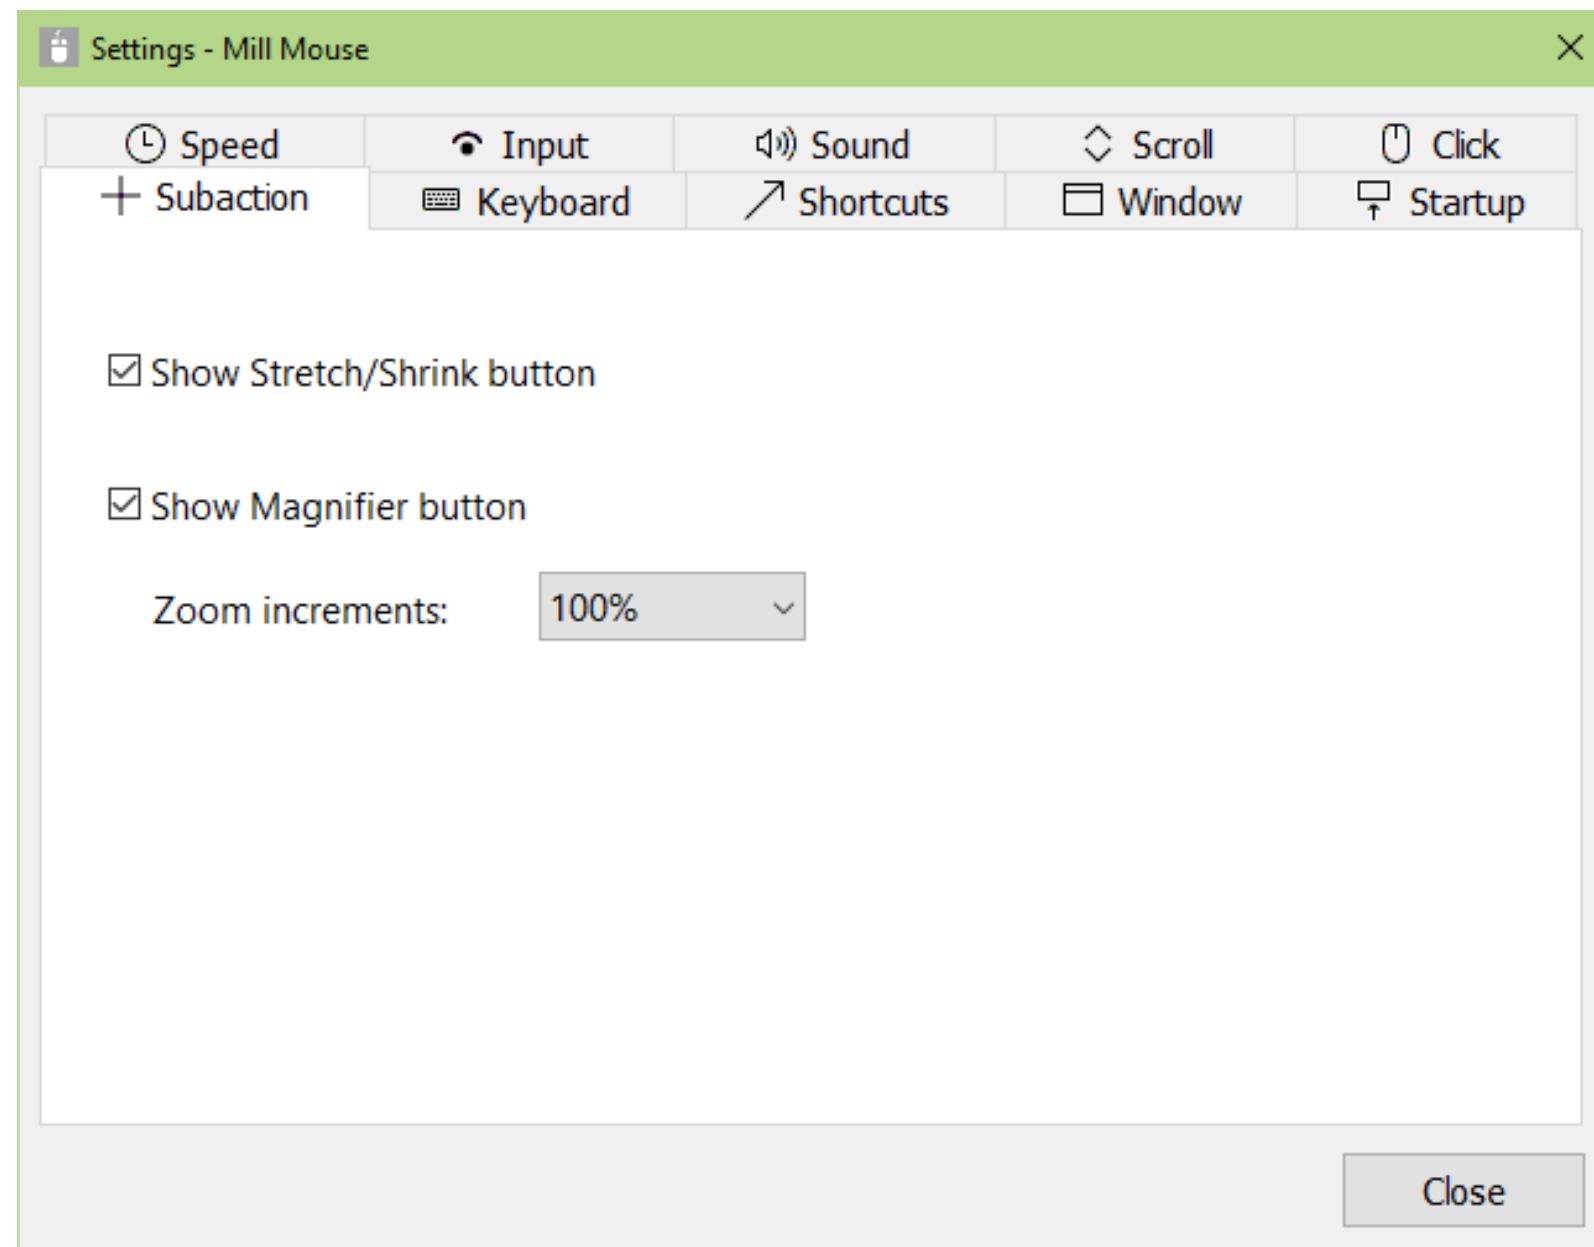 Settings - Mill Mouse
Speed Input Sound Scroll Click
Subaction Keyboard Shortcuts Window Startup
Show Stretch/Shrink button
Show Magnifier button
Zoom increments: 100%
Close